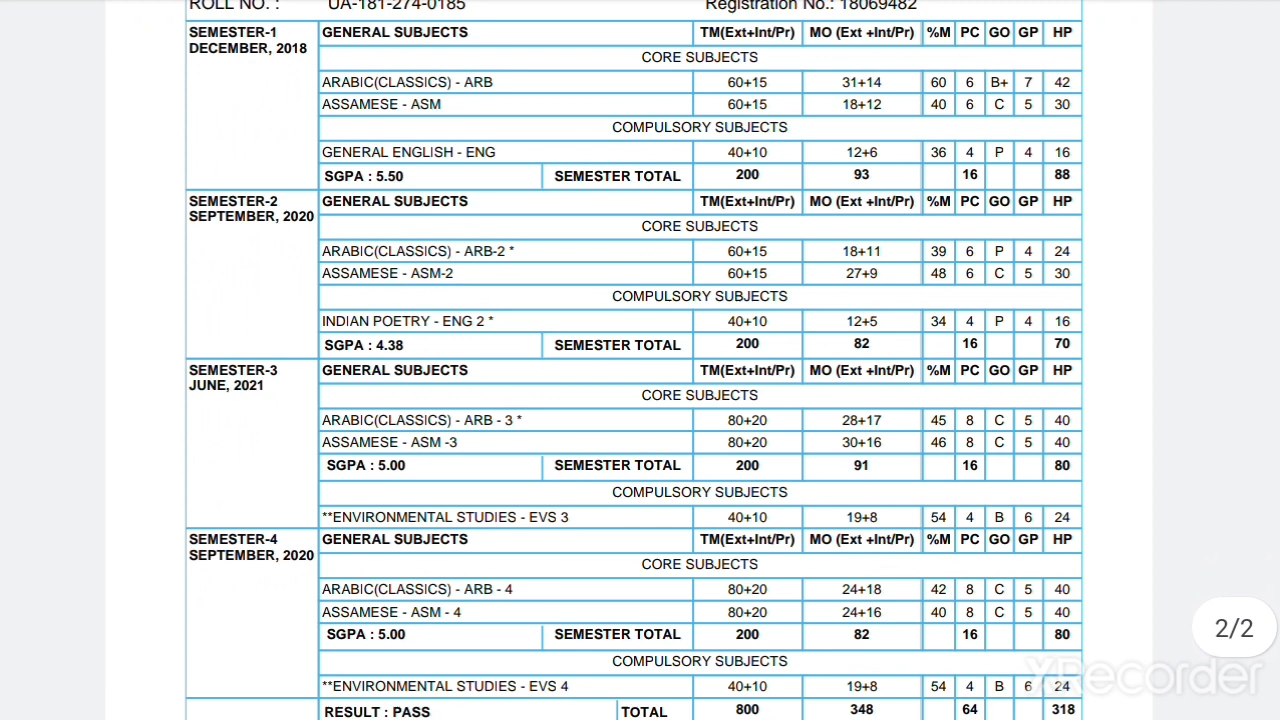 ROLL NO. : UA-181-274-0185 Registration No.: 18069482
SEMESTER-1 GENERAL SUBJECTS TM(Ext+Int/Pr) MO (Ext +Int/Pr) %M PC GO GP HP
DECEMBER, 2018
CORE SUBJECTS
ARABIC(CLASSICS) - ARB 60+15 31+14 60 6 B+ 7 42
ASSAMESE - ASM 60+15 18+12 40 6 C 5 30
COMPULSORY SUBJECTS
GENERAL ENGLISH - ENG 40+10 12+6 36 4 P 4 16
SGPA : 5.50 SEMESTER TOTAL 200 93 16 88
SEMESTER-2 GENERAL SUBJECTS TM(Ext+Int/Pr) MO (Ext +Int/Pr) %M PC GO GP HP
SEPTEMBER, 2020
CORE SUBJECTS
ARABIC(CLASSICS) - ARB-2 * 60+15 18+11 39 6 P 4 24
ASSAMESE - ASM-2 60+15 27+9 48 6 C 5 30
COMPULSORY SUBJECTS
INDIAN POETRY - ENG 2 * 40+10 12+5 34 4 P 4 16
SGPA : 4.38 SEMESTER TOTAL 200 82 16 70
SEMESTER-3 GENERAL SUBJECTS TM(Ext+Int/Pr) MO (Ext +Int/Pr) %M PC GO GP HP
JUNE, 2021
CORE SUBJECTS
ARABIC(CLASSICS) - ARB - 3 * 80+20 28+17 45 8 C 5 40
ASSAMESE - ASM -3 80+20 30+16 46 8 C 5 40
SGPA : 5.00 SEMESTER TOTAL 200 91 16 80
COMPULSORY SUBJECTS
**ENVIRONMENTAL STUDIES - EVS 3 40+10 19+8 54 4 B 6 24
SEMESTER-4 GENERAL SUBJECTS TM(Ext+Int/Pr) MO (Ext +Int/Pr) %M PC GO GP HP
SEPTEMBER, 2020
CORE SUBJECTS
ARABIC(CLASSICS) - ARB - 4 80+20 24+18 42 8 C 5 40
ASSAMESE - ASM - 4 80+20 24+16 40 8 C 5 40
SGPA : 5.00 SEMESTER TOTAL 200 82 16 80
COMPULSORY SUBJECTS
**ENVIRONMENTAL STUDIES - EVS 4 40+10 19+8 54 4 B 6 24
RESULT : PASS TOTAL 800 348 64 318
2/2
XRecorder